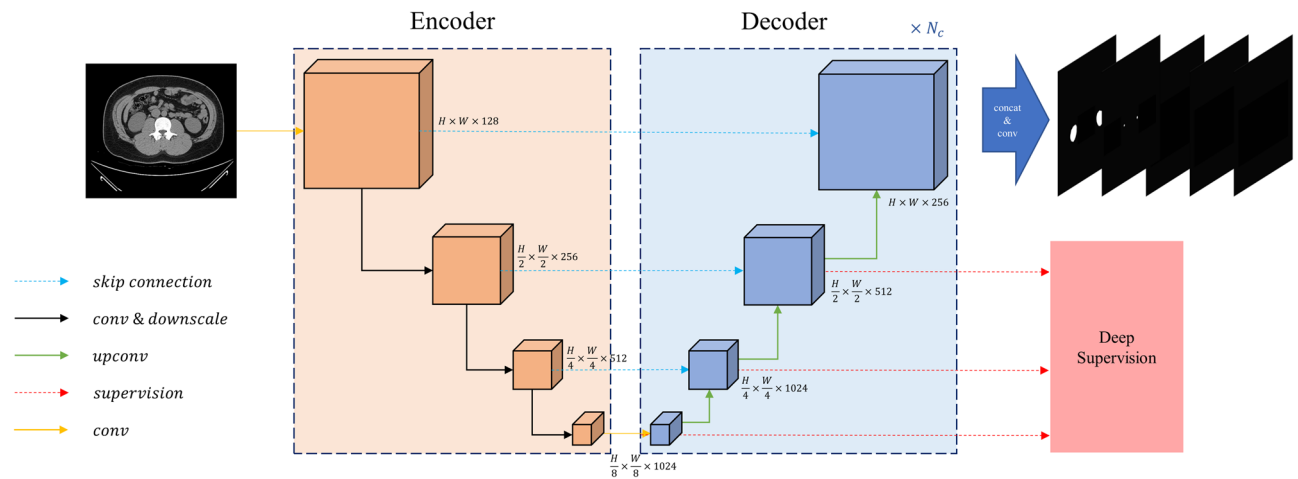 Encoder
Decoder
× N_c
H × W × 128
concat
&
conv
H × W × 256
H/2 × W/2 × 256
skip connection
H/2 × W/2 × 512
conv & downscale
upconv
H/4 × W/4 × 512
Deep
Supervision
supervision
H/4 × W/4 × 1024
conv
H/8 × W/8 × 1024